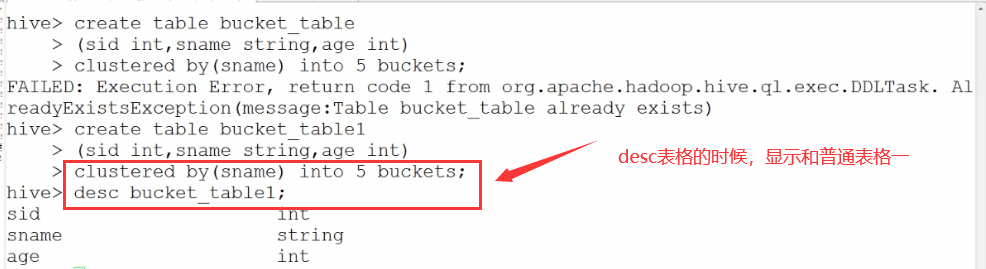 hive> create table bucket_table
    > (sid int,sname string,age int)
    > clustered by(sname) into 5 buckets;
FAILED: Execution Error, return code 1 from org.apache.hadoop.hive.ql.exec.DDLTask. Al
readyExistsException(message:Table bucket_table already exists)
hive> create table bucket_table1
    > (sid int,sname string,age int)
    > clustered by(sname) into 5 buckets;
desc表格的时候，显示和普通表格一
hive> desc bucket_table1;
sid                     int
sname                   string
age                     int